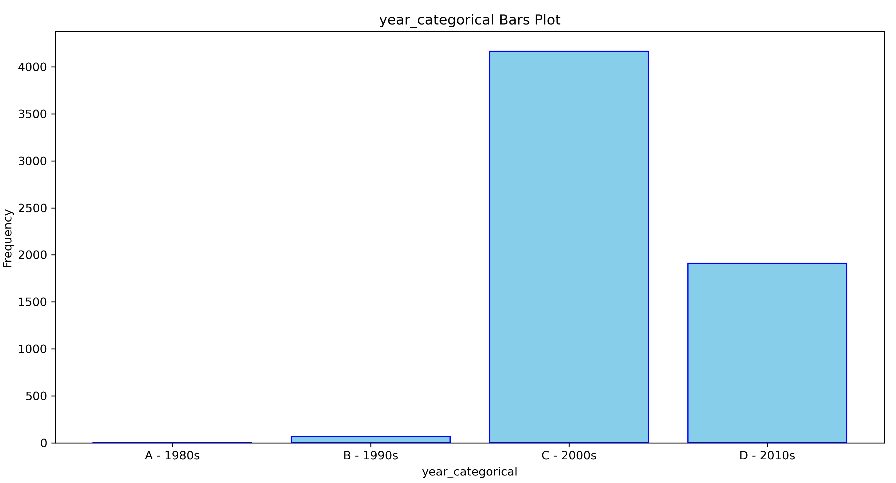 year_categorical Bars Plot
Frequency
4000
3500
3000
2500
2000
1500
1000
500
0
A - 1980s
B - 1990s
C - 2000s
D - 2010s
year_categorical